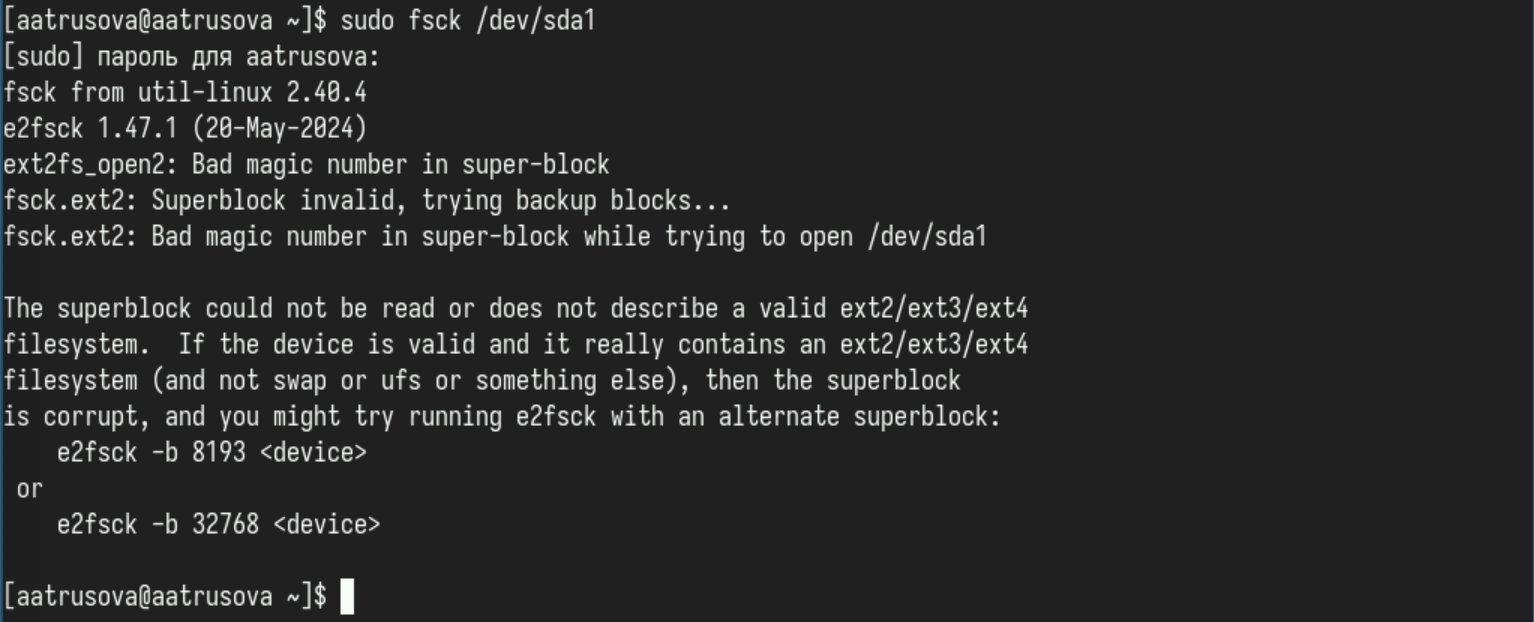 [aatrusova@aatrusova ~]$ sudo fsck /dev/sda1
[sudo] пароль для aatrusova:
fsck from util-linux 2.40.4
e2fsck 1.47.1 (20-May-2024)
ext2fs_open2: Bad magic number in super-block
fsck.ext2: Superblock invalid, trying backup blocks...
fsck.ext2: Bad magic number in super-block while trying to open /dev/sda1

The superblock could not be read or does not describe a valid ext2/ext3/ext4
filesystem.  If the device is valid and it really contains an ext2/ext3/ext4
filesystem (and not swap or ufs or something else), then the superblock
is corrupt, and you might try running e2fsck with an alternate superblock:
    e2fsck -b 8193 <device>
 or
    e2fsck -b 32768 <device>

[aatrusova@aatrusova ~]$